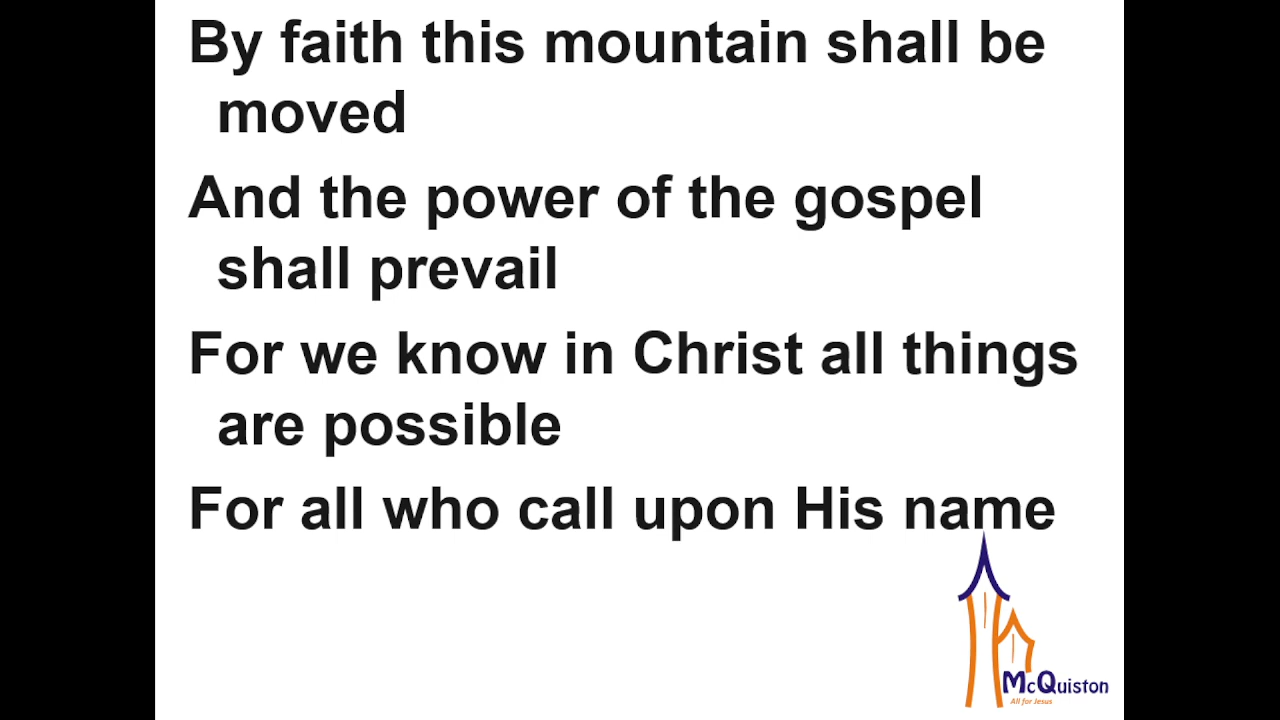 By faith this mountain shall be
moved
And the power of the gospel
shall prevail
For we know in Christ all things
are possible
For all who call upon His name
McQuiston
All for Jesus